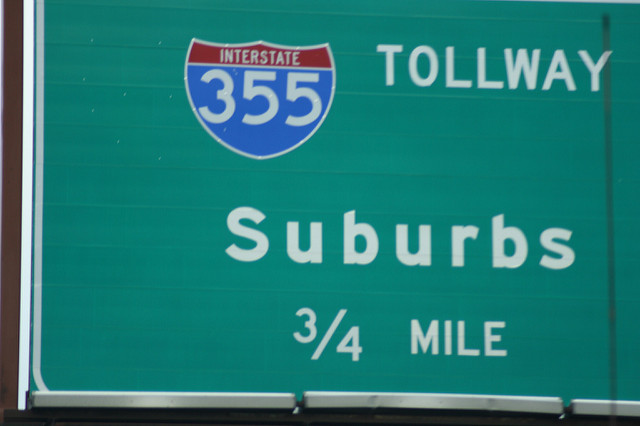 INTERSTATE
355 TOLLWAY
Suburbs
3/4 MILE